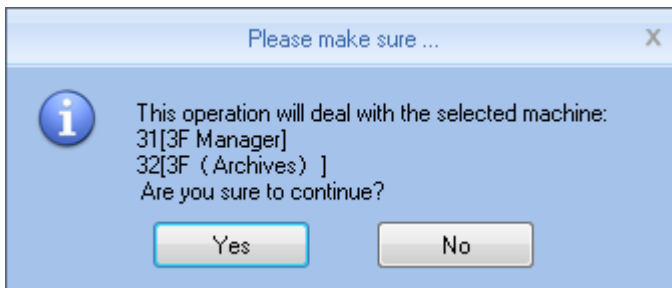 Please make sure ...
X
This operation will deal with the selected machine:
31[3F Manager]
32[3F（Archives）]
Are you sure to continue?
Yes
No